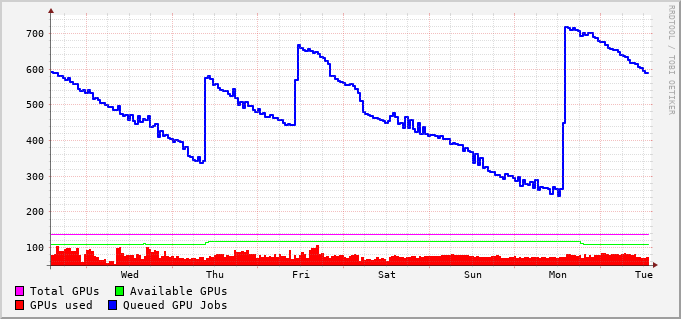 700
600
500
400
300
200
100
Wed Thu Fri Sat Sun Mon Tue
Total GPUs Available GPUs
GPUs used Queued GPU Jobs
RRDTOOL / TOBI OETIKER